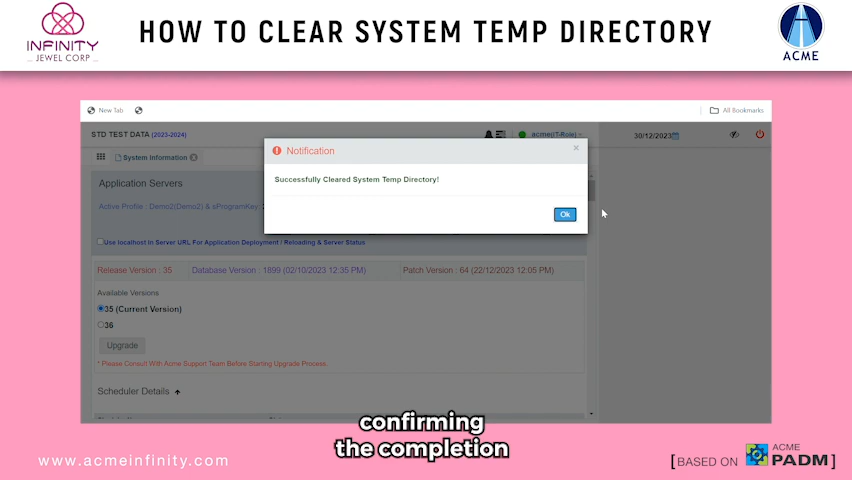 INFINITY
JEWEL CORP
HOW TO CLEAR SYSTEM TEMP DIRECTORY
ACME
New Tab
All Bookmarks
STD TEST DATA (2023-2024)
acme(IT-Role)
30/12/2023
System Information
Notification
Application Servers
Successfully Cleared System Temp Directory!
Active Profile : Demo2(Demo2) & sProgramKey
Ok
Use localhost In Server URL For Application Deployment / Reloading & Server Status
Release Version : 35
Database Version : 1899 (02/10/2023 12:35 PM)
Patch Version : 64 (22/12/2023 12:05 PM)
Available Versions
35 (Current Version)
36
Upgrade
* Please Consult With Acme Support Team Before Starting Upgrade Process.
Scheduler Details
confirming
the completion
www.acmeinfinity.com
[BASED ON ACME PADM]